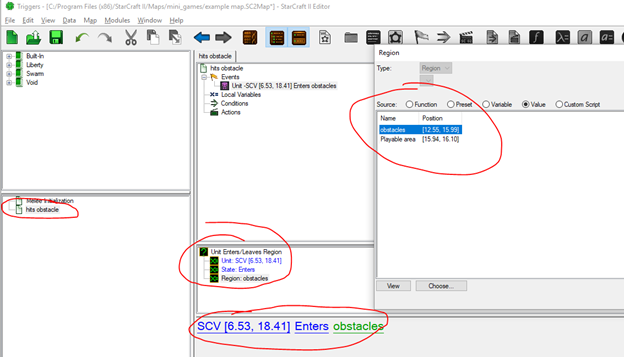 Triggers - [C:/Program Files (x86)/StarCraft II/Maps/mini_games/example map.SC2Map*] - StarCraft II Editor
File Edit View Data Map Modules Window Help
hits obstacle
Built-In
Liberty
Swarm
Void
hits obstacle
Events
Unit -SCV [6.53, 18.41] Enters obstacles
Local Variables
Conditions
Actions
Region
Type: Region
Source: Function Preset Variable Value Custom Script
Name Position
obstacles [12.55, 15.99]
Playable area [15.94, 16.10]
View Choose...
Melee Initialization
hits obstacle
Unit Enters/Leaves Region
Unit: SCV [6.53, 18.41]
State: Enters
Region: obstacles
SCV [6.53, 18.41] Enters obstacles